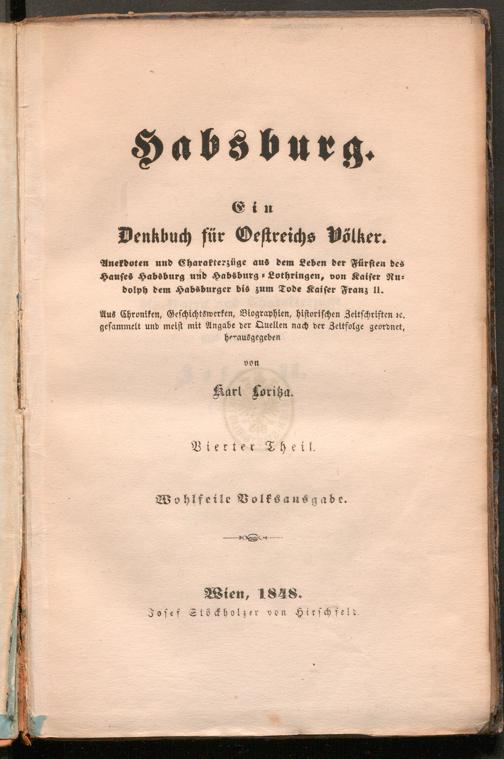 Habsburg.
Ein
Denkbuch für Oestreichs Völker.
Anekdoten und Charakterzüge aus dem Leben der Fürsten des
Hauses Habsburg und Habsburg-Lothringen, von Kaiser Ru-
dolph dem Habsburger bis zum Tode Kaiser Franz II.
Aus Chroniken, Geschichtswerken, Biographien, historischen Zeitschriften ꝛc.
gesammelt und meist mit Angabe der Quellen nach der Zeitfolge geordnet,
herausgegeben
von
Karl Loritza.
Vierter Theil.
Wohlfeile Volksausgabe.
Wien, 1848.
Josef Stöckholzer von Hirschfeld.